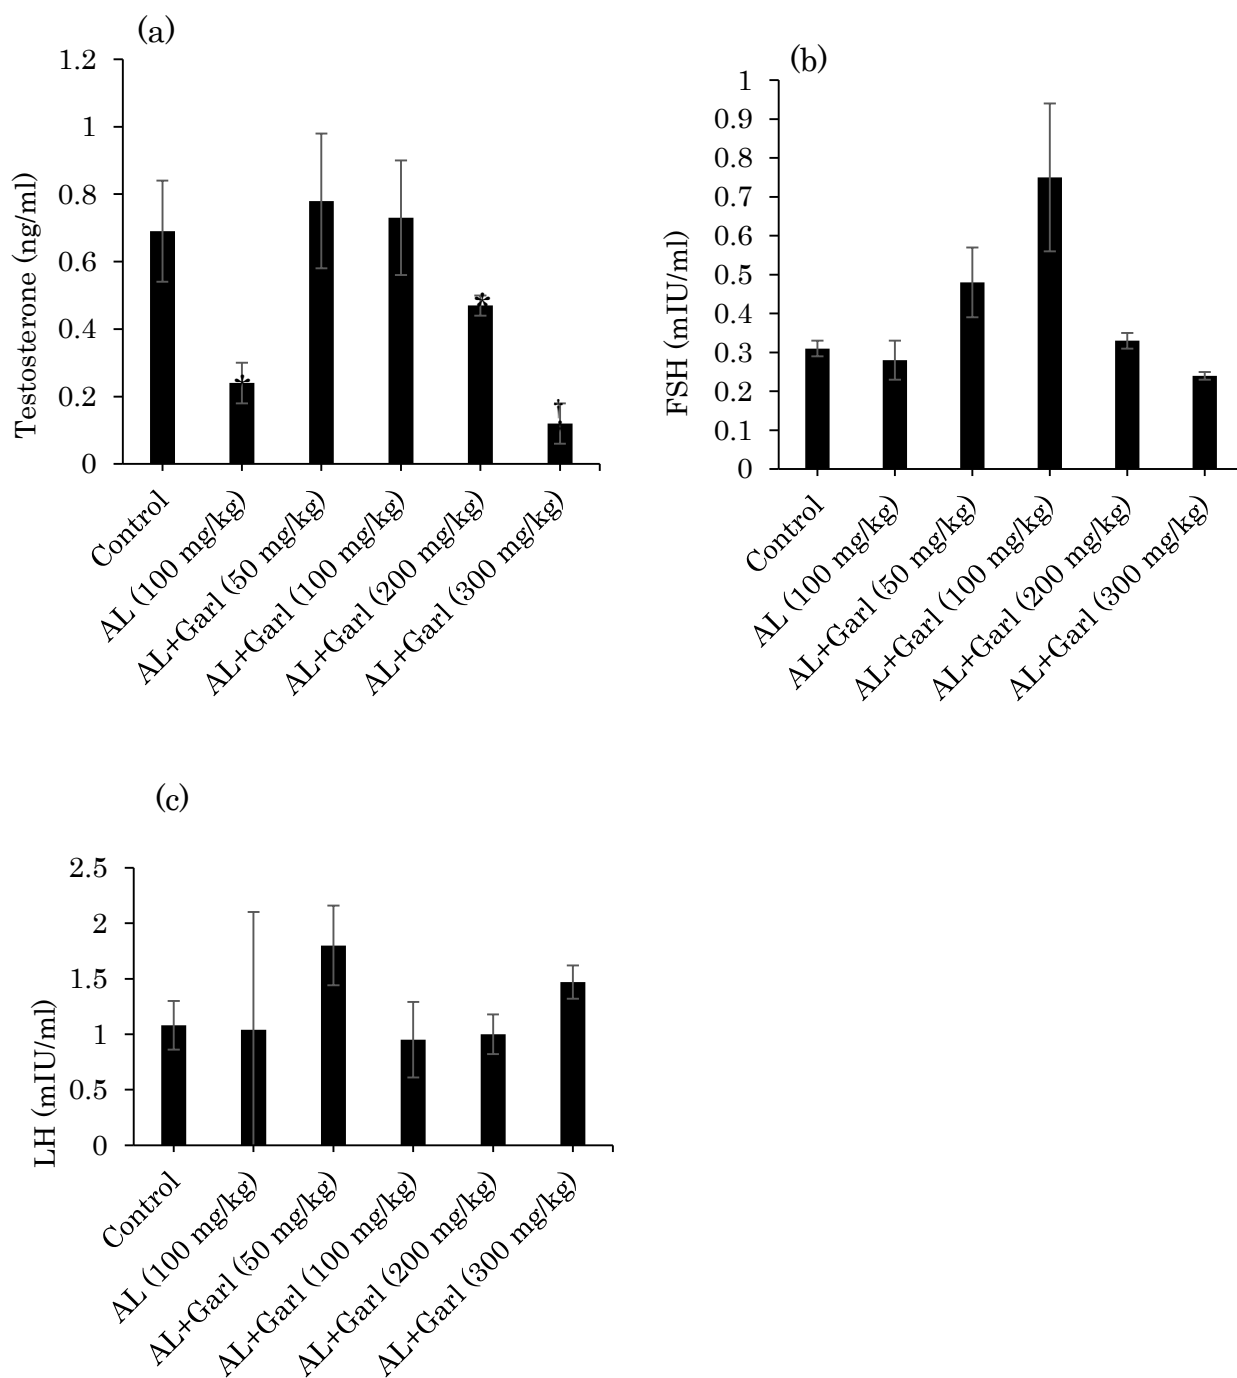 (a)
Testosterone (ng/ml)
1.2
1
0.8
0.6
0.4
0.2
0
*
*
†
Control
AL (100 mg/kg)
AL+Garl (50 mg/kg)
AL+Garl (100 mg/kg)
AL+Garl (200 mg/kg)
AL+Garl (300 mg/kg)
(b)
FSH (mIU/ml)
1
0.9
0.8
0.7
0.6
0.5
0.4
0.3
0.2
0.1
0
Control
AL (100 mg/kg)
AL+Garl (50 mg/kg)
AL+Garl (100 mg/kg)
AL+Garl (200 mg/kg)
AL+Garl (300 mg/kg)
(c)
LH (mIU/ml)
2.5
2
1.5
1
0.5
0
Control
AL (100 mg/kg)
AL+Garl (50 mg/kg)
AL+Garl (100 mg/kg)
AL+Garl (200 mg/kg)
AL+Garl (300 mg/kg)